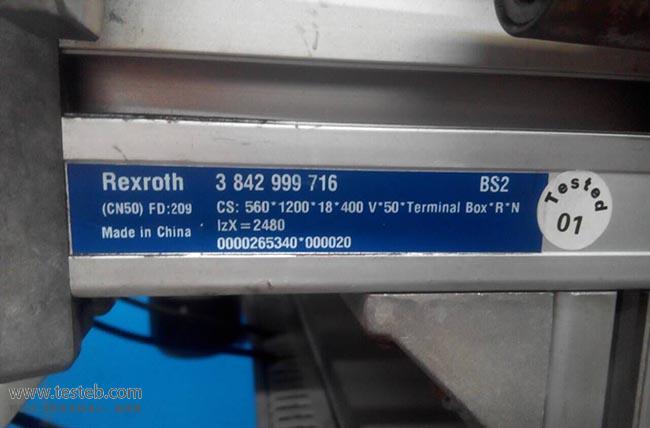 Rexroth 3 842 999 716 BS2
(CN50) FD:209 CS: 560*1200*18*400 V*50*Terminal Box*R*N
Made in China IzX=2480
0000265340*000020
Tested
01
www.testeb.com